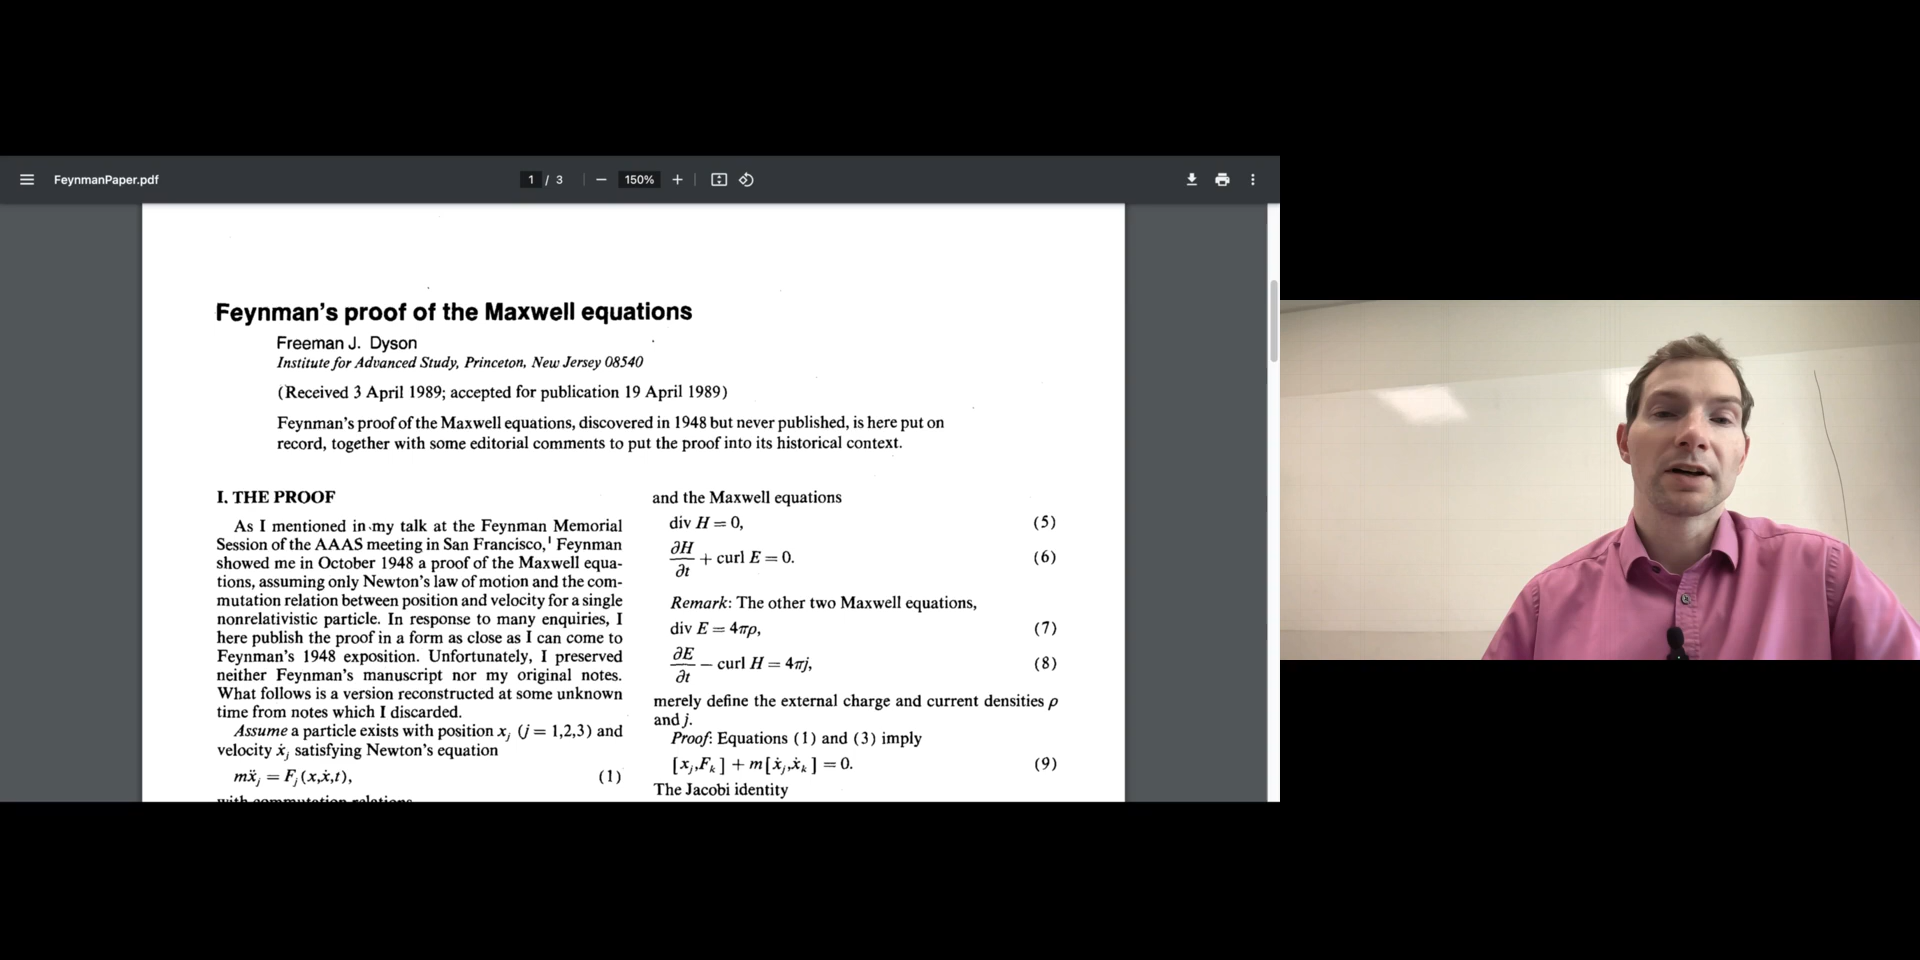 FeynmanPaper.pdf
1 / 3
150%
Feynman's proof of the Maxwell equations
Freeman J. Dyson
Institute for Advanced Study, Princeton, New Jersey 08540
(Received 3 April 1989; accepted for publication 19 April 1989)
Feynman's proof of the Maxwell equations, discovered in 1948 but never published, is here put on
record, together with some editorial comments to put the proof into its historical context.
I. THE PROOF
As I mentioned in my talk at the Feynman Memorial
Session of the AAAS meeting in San Francisco,¹ Feynman
showed me in October 1948 a proof of the Maxwell equa-
tions, assuming only Newton's law of motion and the com-
mutation relation between position and velocity for a single
nonrelativistic particle. In response to many enquiries, I
here publish the proof in a form as close as I can come to
Feynman's 1948 exposition. Unfortunately, I preserved
neither Feynman's manuscript nor my original notes.
What follows is a version reconstructed at some unknown
time from notes which I discarded.
Assume a particle exists with position xⱼ (j = 1,2,3) and
velocity ẋⱼ satisfying Newton's equation
mẍⱼ = Fⱼ(x,ẋ,t), (1)
with commutation relations
and the Maxwell equations
div H = 0, (5)
∂H/∂t + curl E = 0. (6)
Remark: The other two Maxwell equations,
div E = 4πρ, (7)
∂E/∂t − curl H = 4πj, (8)
merely define the external charge and current densities ρ
and j.
Proof: Equations (1) and (3) imply
[xⱼ,Fₖ] + m[ẋⱼ,ẋₖ] = 0. (9)
The Jacobi identity